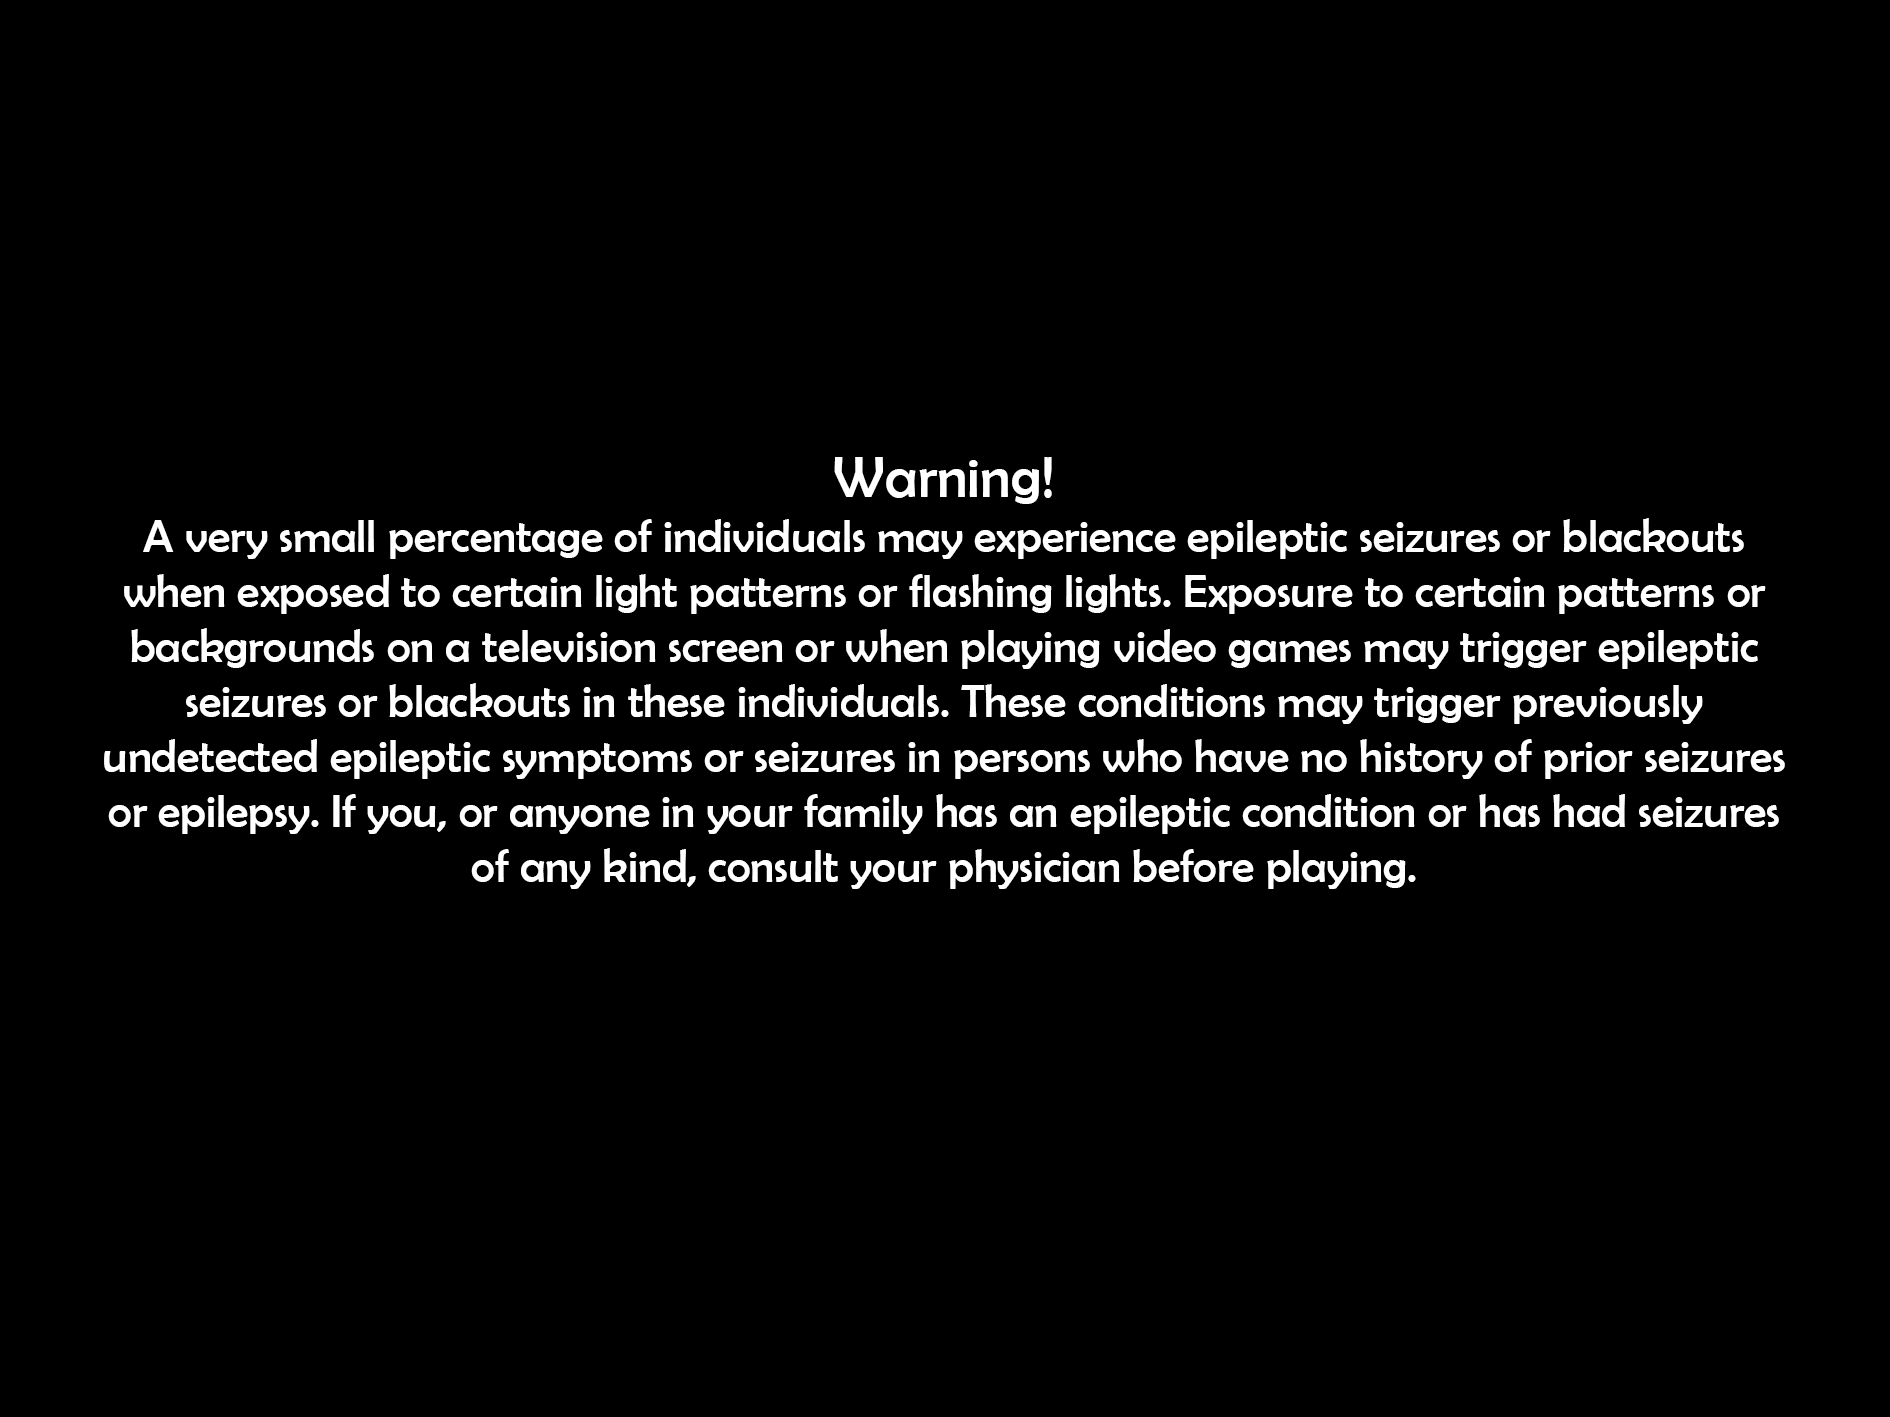 Warning!
A very small percentage of individuals may experience epileptic seizures or blackouts
when exposed to certain light patterns or flashing lights. Exposure to certain patterns or
backgrounds on a television screen or when playing video games may trigger epileptic
seizures or blackouts in these individuals. These conditions may trigger previously
undetected epileptic symptoms or seizures in persons who have no history of prior seizures
or epilepsy. If you, or anyone in your family has an epileptic condition or has had seizures
of any kind, consult your physician before playing.